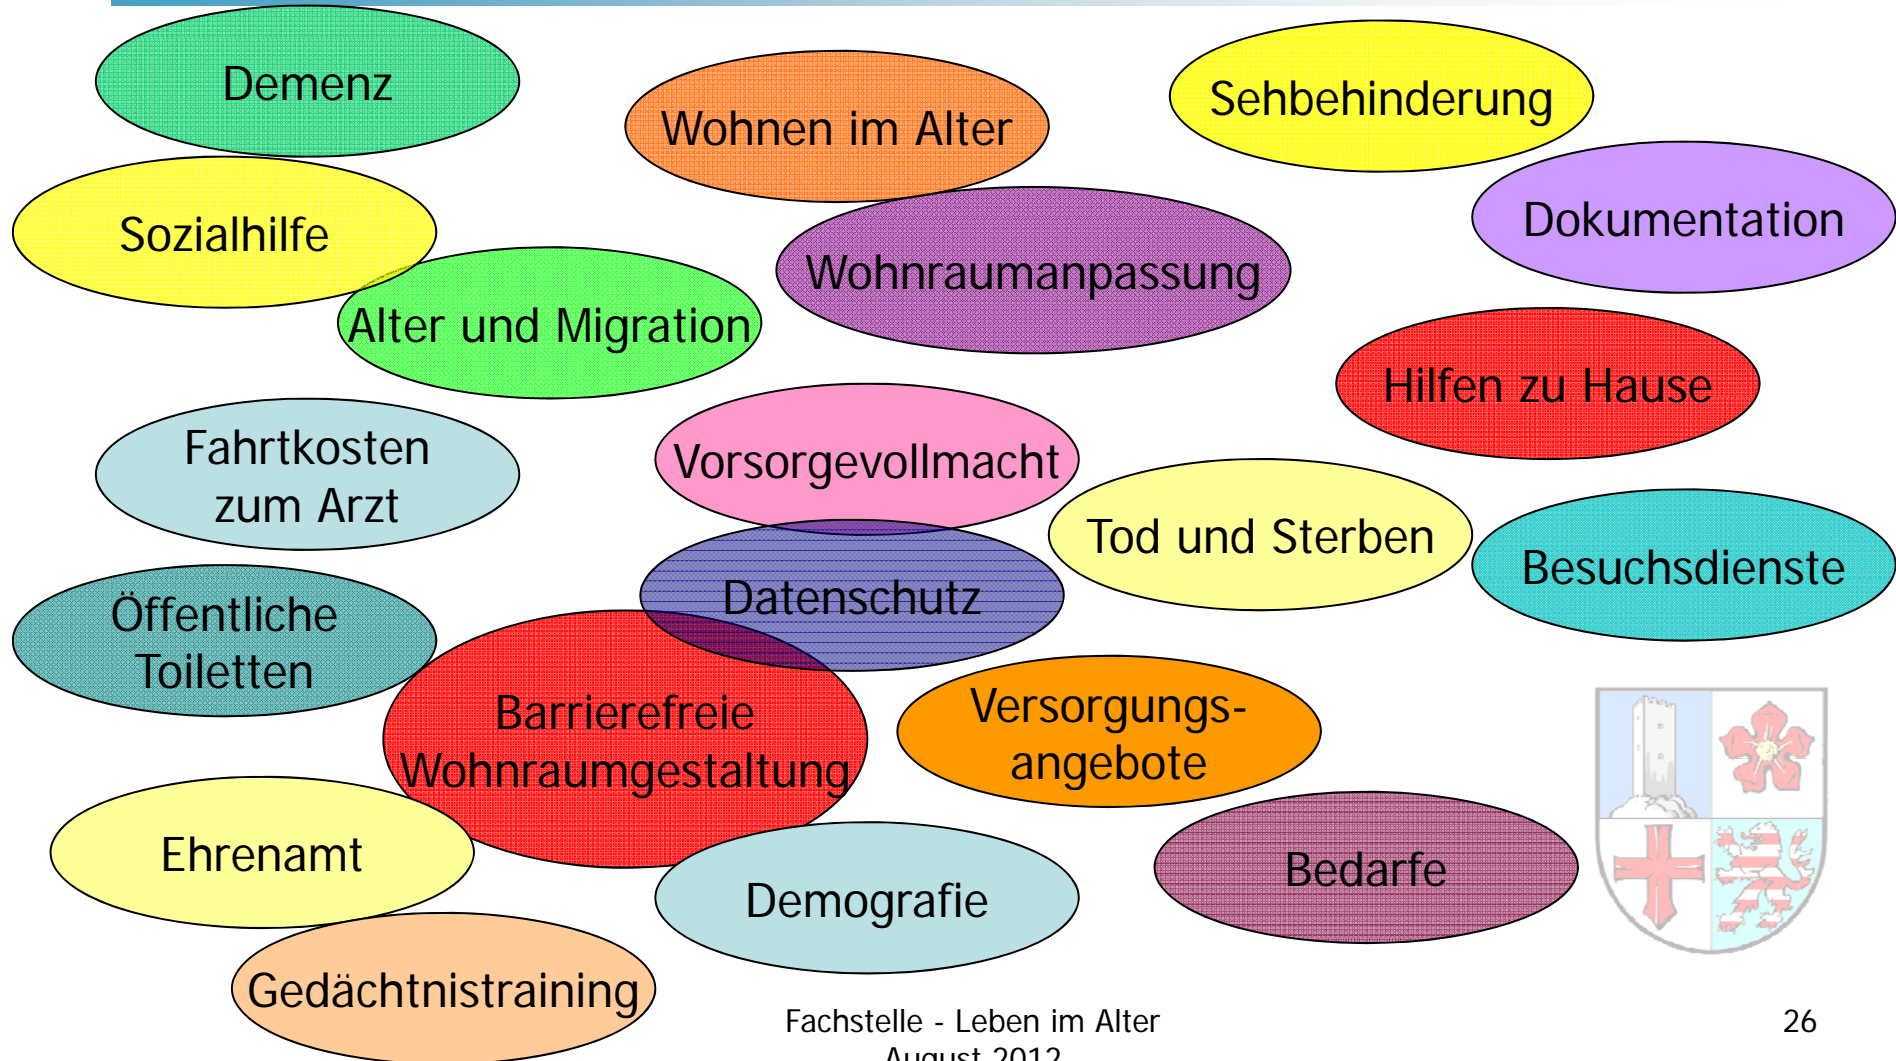 Demenz
Wohnen im Alter
Sehbehinderung
Sozialhilfe
Dokumentation
Wohnraumanpassung
Alter und Migration
Hilfen zu Hause
Fahrtkosten
zum Arzt
Vorsorgevollmacht
Tod und Sterben
Besuchsdienste
Datenschutz
Öffentliche
Toiletten
Barrierefreie
Wohnraumgestaltung
Versorgungs-
angebote
Ehrenamt
Bedarfe
Demografie
Gedächtnistraining
Fachstelle - Leben im Alter
August 2012
26